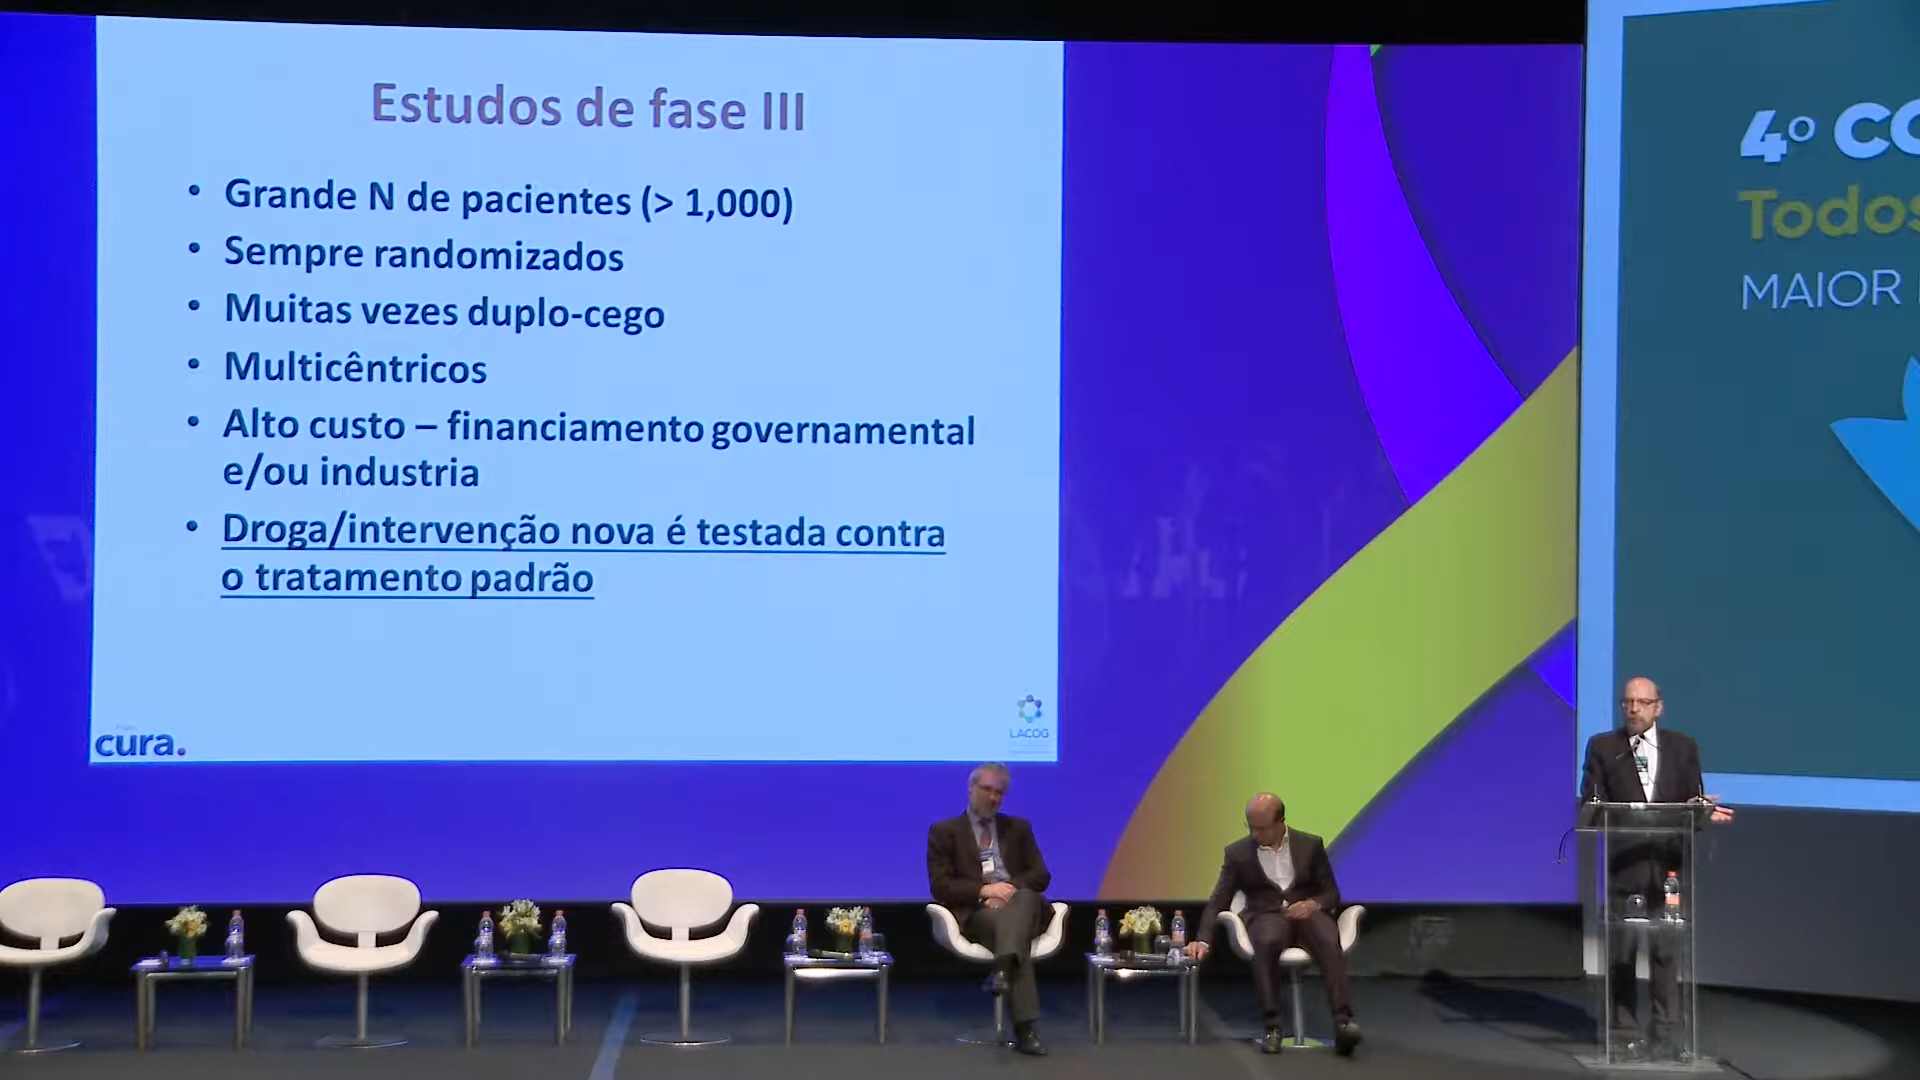 Estudos de fase III
• Grande N de pacientes (> 1,000)
• Sempre randomizados
• Muitas vezes duplo-cego
• Multicêntricos
• Alto custo – financiamento governamental
e/ou industria
• Droga/intervenção nova é testada contra
o tratamento padrão
cura.
LACOG
4º CO
Todos
MAIOR